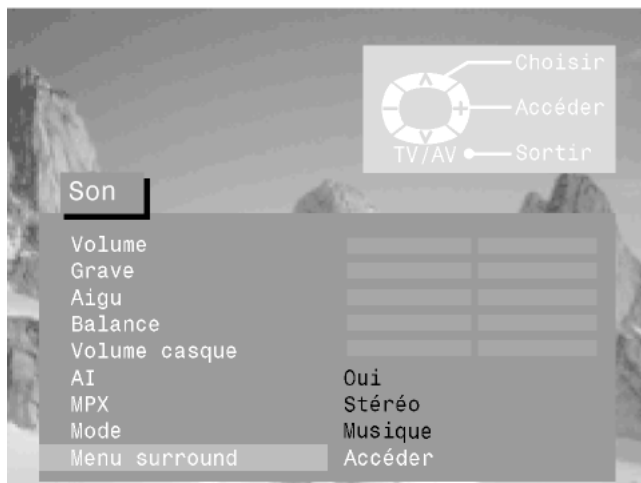 Choisir
Accéder
TV/AV Sortir
Son
Volume
Grave
Aigu
Balance
Volume casque
AI Oui
MPX Stéréo
Mode Musique
Menu surround Accéder